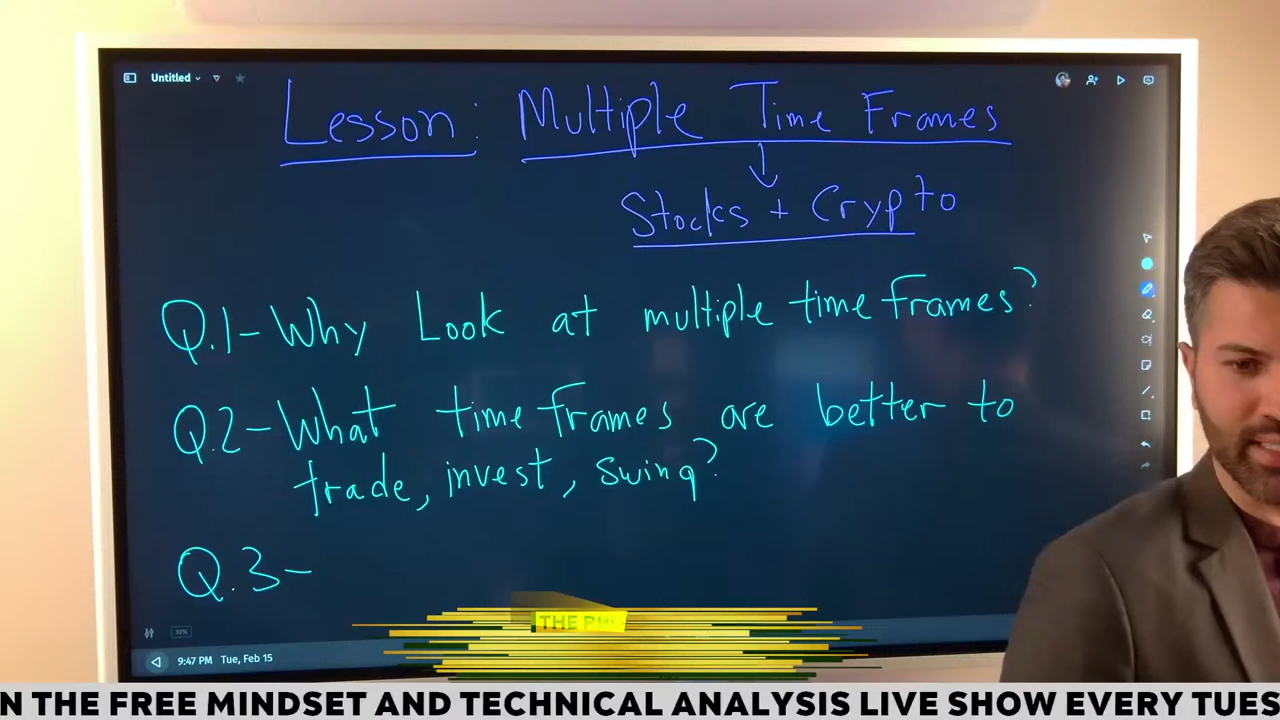 Untitled
Lesson: Multiple Time Frames
Stocks + Crypto
Q.1-Why Look at multiple time frames?
Q.2-What time frames are better to
trade, invest, swing?
Q.3-
THE
9:47 PM Tue, Feb 15
N THE FREE MINDSET AND TECHNICAL ANALYSIS LIVE SHOW EVERY TUES